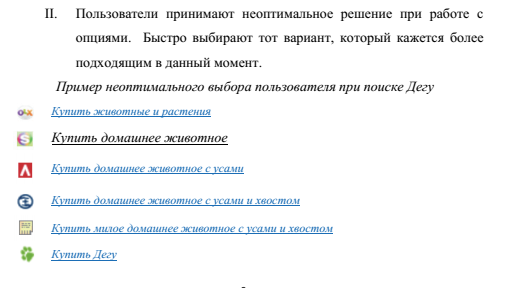 II. Пользователи принимают неоптимальное решение при работе с
опциями. Быстро выбирают тот вариант, который кажется более
подходящим в данный момент.
Пример неоптимального выбора пользователя при поиске Дегу
Купить животные и растения
Купить домашнее животное
Купить домашнее животное с усами
Купить домашнее животное с усами и хвостом
Купить милое домашнее животное с усами и хвостом
Купить Дегу